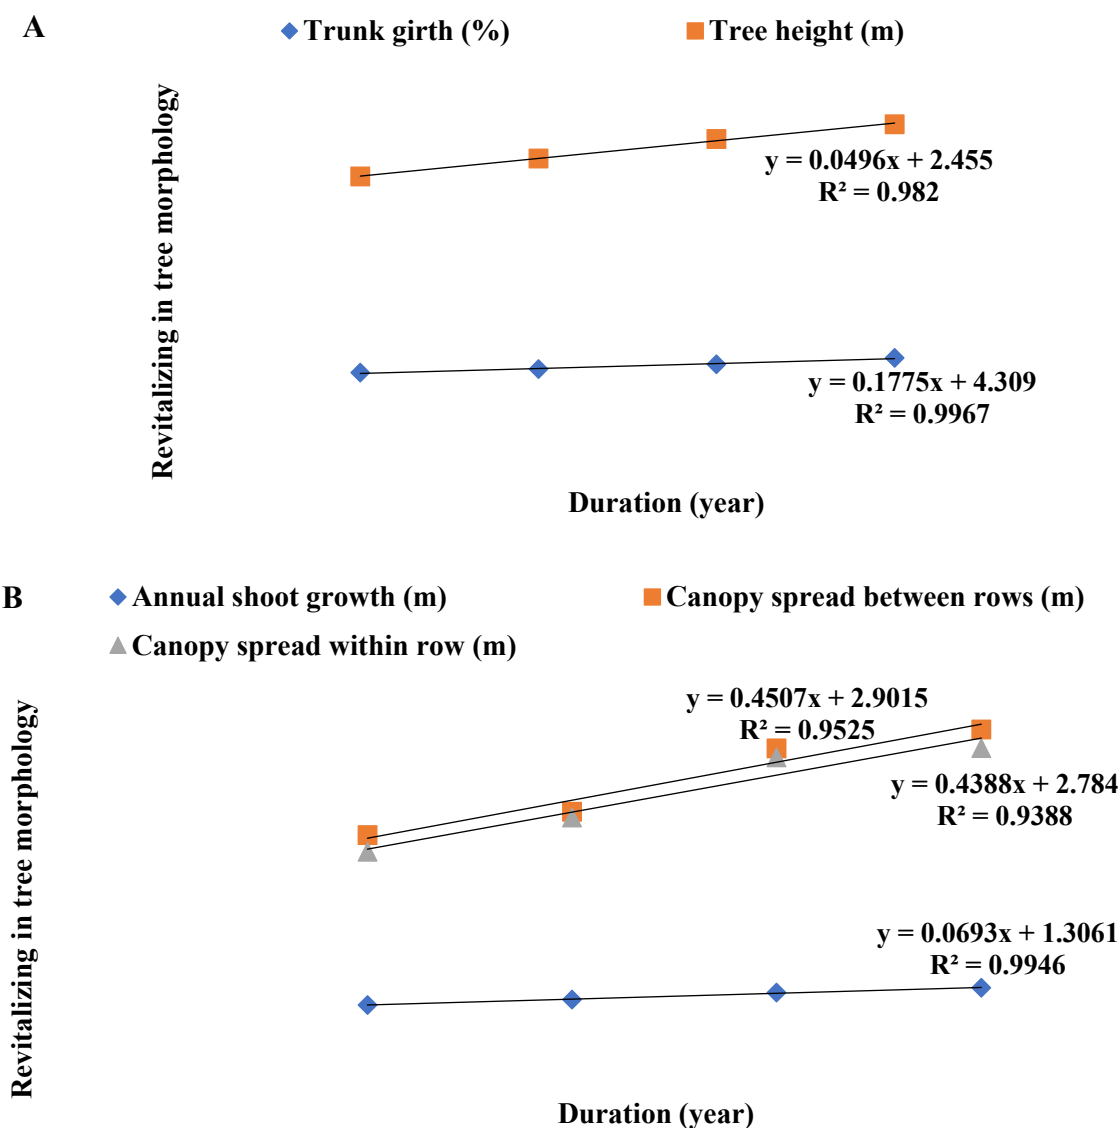 A
Trunk girth (%)
Tree height (m)
Revitalizing in tree morphology
y = 0.0496x + 2.455
R² = 0.982
y = 0.1775x + 4.309
R² = 0.9967
Duration (year)
B
Annual shoot growth (m)
Canopy spread between rows (m)
Canopy spread within row (m)
Revitalizing in tree morphology
y = 0.4507x + 2.9015
R² = 0.9525
y = 0.4388x + 2.784
R² = 0.9388
y = 0.0693x + 1.3061
R² = 0.9946
Duration (year)